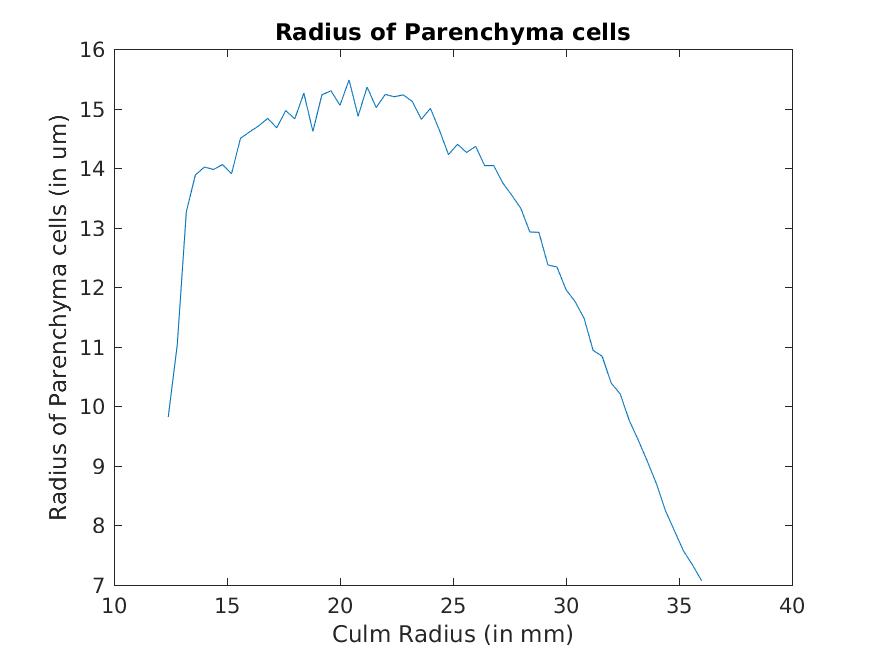 Radius of Parenchyma cells
16
15
14
13
12
11
10
9
8
7
Radius of Parenchyma cells (in um)
10 15 20 25 30 35 40
Culm Radius (in mm)